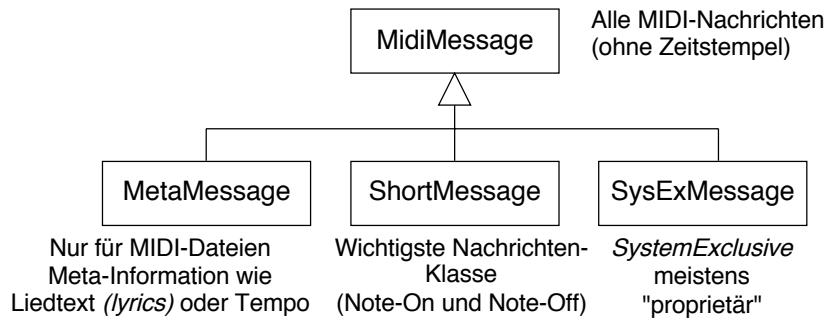 MidiMessage
Alle MIDI-Nachrichten
(ohne Zeitstempel)
MetaMessage
ShortMessage
SysExMessage
Nur für MIDI-Dateien
Meta-Information wie
Liedtext (lyrics) oder Tempo
Wichtigste Nachrichten-
Klasse
(Note-On und Note-Off)
SystemExclusive
meistens
"proprietär"